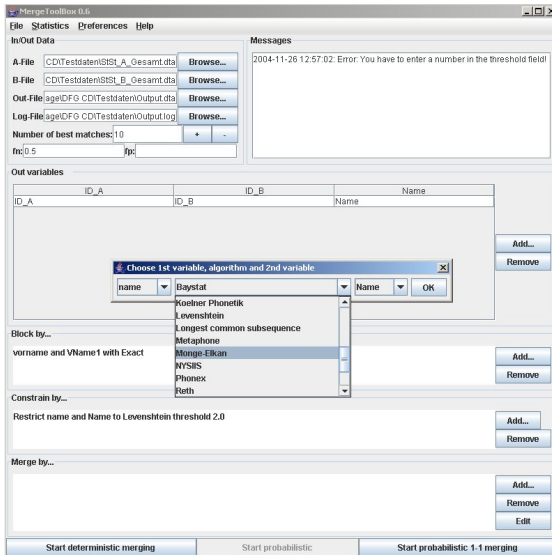 MergeToolBox 0.6
File Statistics Preferences Help
In/Out Data
A-File CD\Testdaten\StSt_A_Gesamt.dta Browse...
B-File CD\Testdaten\StSt_B_Gesamt.dta Browse...
Out-File age\DFG CD\Testdaten\Output.dta Browse...
Log-File age\DFG CD\Testdaten\Output.log Browse...
Number of best matches: 10 + -
fn: 0.5 fp:
Messages
2004-11-26 12:57:02: Error: You have to enter a number in the threshold field!
Out variables
ID_A ID_B Name
ID_A ID_B Name
Add...
Remove
Choose 1st variable, algorithm and 2nd variable
name Baystat Name OK
Koelner Phonetik
Levenshtein
Longest common subsequence
Metaphone
Monge-Elkan
NYSIIS
Phonex
Reth
Block by...
vorname and VName1 with Exact
Add...
Remove
Constrain by...
Restrict name and Name to Levenshtein threshold 2.0
Add...
Remove
Merge by...
Add...
Remove
Edit
Start deterministic merging Start probabilistic Start probabilistic 1-1 merging